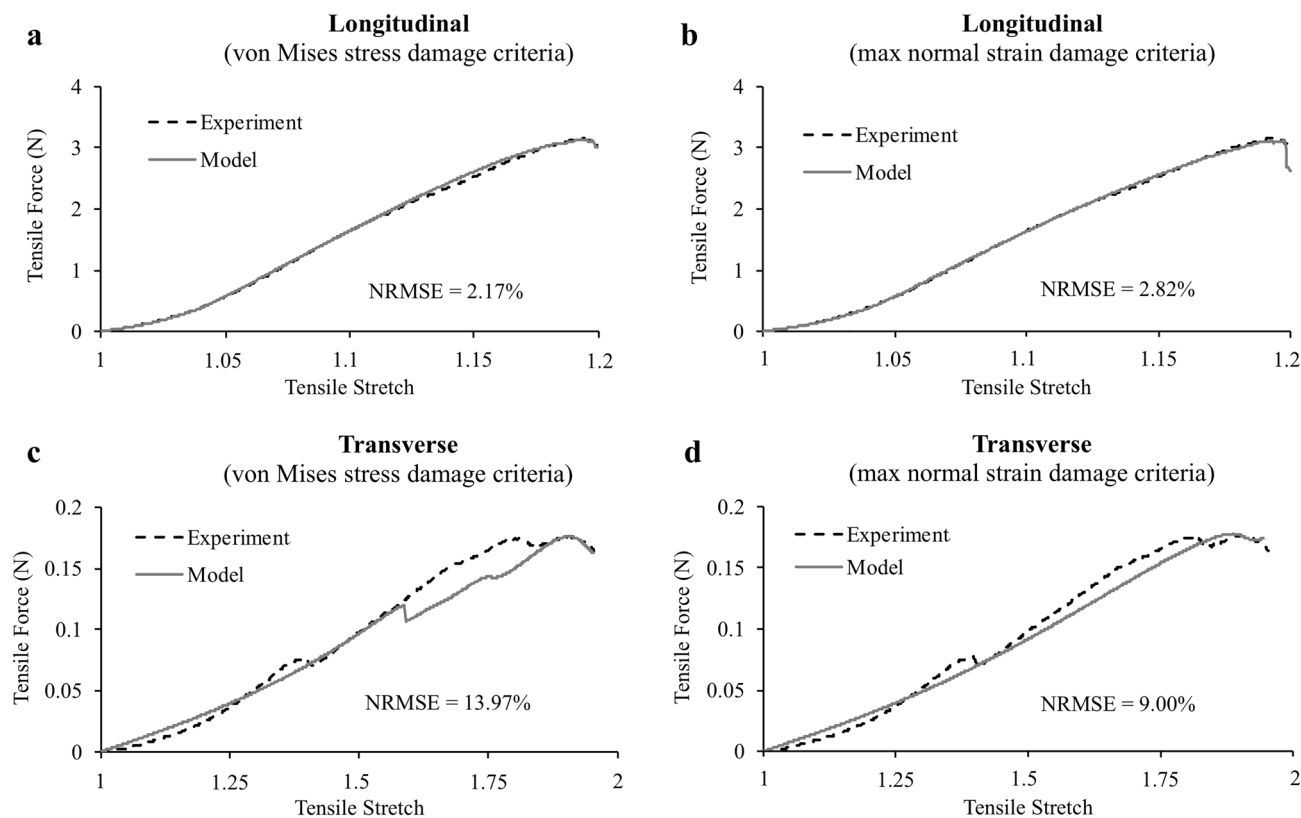 a
Longitudinal
(von Mises stress damage criteria)
Tensile Force (N)
4
3
2
1
0
Experiment
Model
NRMSE = 2.17%
1
1.05
1.1
1.15
1.2
Tensile Stretch
b
Longitudinal
(max normal strain damage criteria)
Tensile Force (N)
4
3
2
1
0
Experiment
Model
NRMSE = 2.82%
1
1.05
1.1
1.15
1.2
Tensile Stretch
c
Transverse
(von Mises stress damage criteria)
Tensile Force (N)
0.2
0.15
0.1
0.05
0
Experiment
Model
NRMSE = 13.97%
1
1.25
1.5
1.75
2
Tensile Stretch
d
Transverse
(max normal strain damage criteria)
Tensile Force (N)
0.2
0.15
0.1
0.05
0
Experiment
Model
NRMSE = 9.00%
1
1.25
1.5
1.75
2
Tensile Stretch